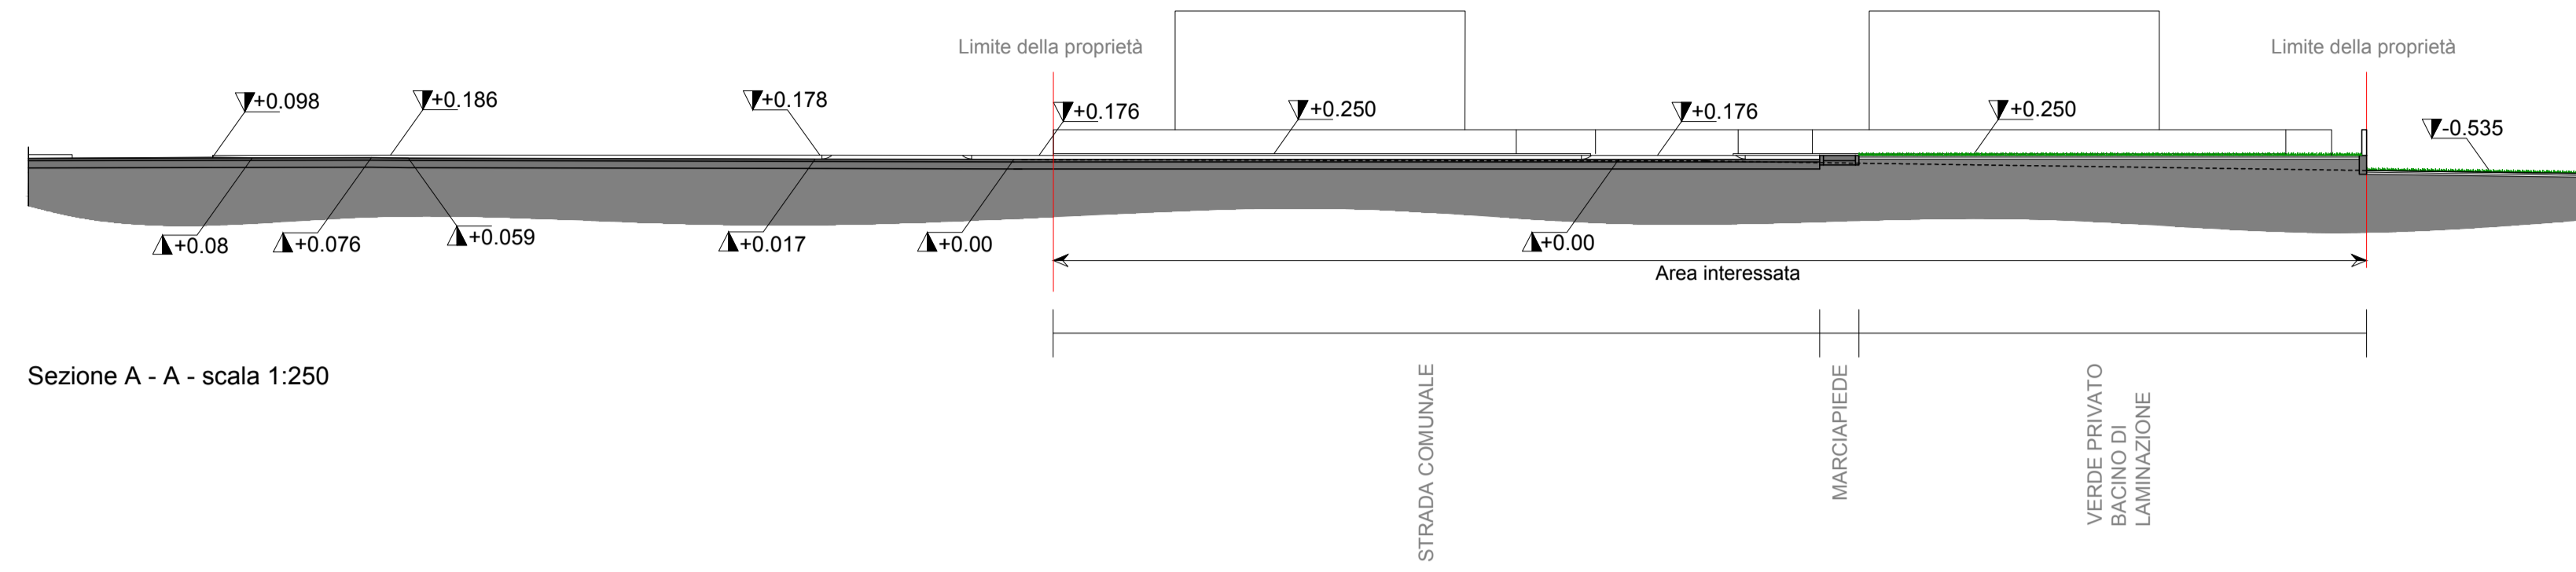 Limite della proprietà
Limite della proprietà
+0.098
+0.186
+0.178
+0.176
+0.250
+0.176
+0.250
-0.535
+0.08
+0.076
+0.059
+0.017
+0.00
+0.00
Area interessata
Sezione A - A - scala 1:250
STRADA COMUNALE
MARCIAPIEDE
VERDE PRIVATO
BACINO DI
LAMINAZIONE